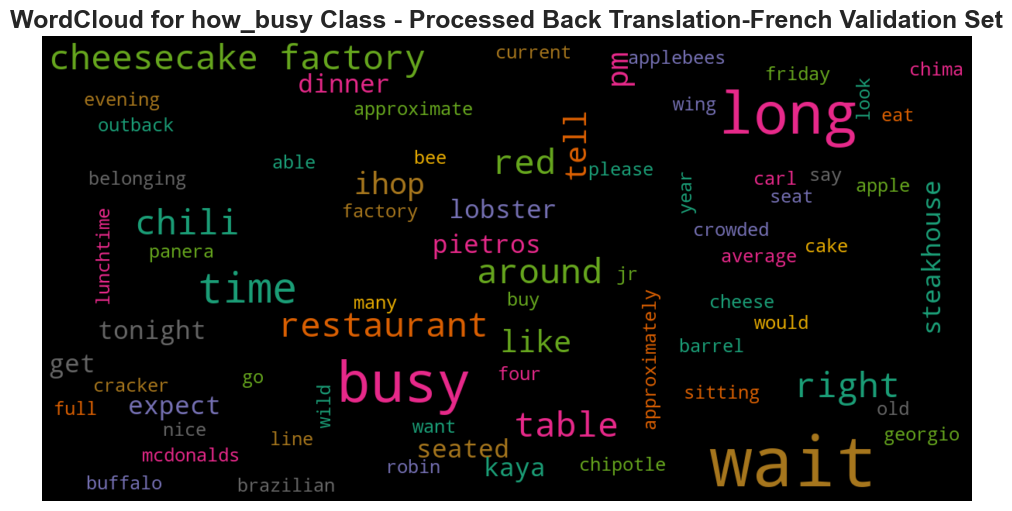 WordCloud for how_busy Class - Processed Back Translation-French Validation Set
cheesecake factory
current
pm
applebees
friday
chima
dinner
evening
approximate
wing
long
look
eat
outback
tell
able
bee
red
please
belonging
ihop
year
carl
say
seat
apple
steakhouse
lunchtime
chili
factory
lobster
crowded
panera
pietros
average
cake
time
around
jr
many
buy
approximately
cheese
tonight
restaurant
like
would
barrel
get
cracker
go
busy
four
sitting
right
full
expect
wild
want
table
old
nice
line
seated
georgio
mcdonalds
robin
kaya
chipotle
wait
buffalo
brazilian